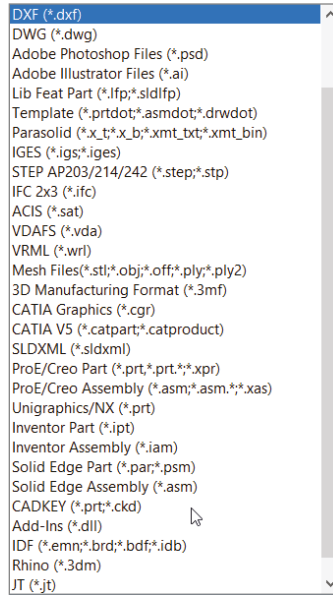 DXF (*.dxf)
DWG (*.dwg)
Adobe Photoshop Files (*.psd)
Adobe Illustrator Files (*.ai)
Lib Feat Part (*.lfp;*.sldlfp)
Template (*.prtdot;*.asmdot;*.drwdot)
Parasolid (*.x_t;*.x_b;*.xmt_txt;*.xmt_bin)
IGES (*.igs;*.iges)
STEP AP203/214/242 (*.step;*.stp)
IFC 2x3 (*.ifc)
ACIS (*.sat)
VDAFS (*.vda)
VRML (*.wrl)
Mesh Files(*.stl;*.obj;*.off;*.ply;*.ply2)
3D Manufacturing Format (*.3mf)
CATIA Graphics (*.cgr)
CATIA V5 (*.catpart;*.catproduct)
SLDXML (*.sldxml)
ProE/Creo Part (*.prt,*.prt.*;*.xpr)
ProE/Creo Assembly (*.asm;*.asm.*;*.xas)
Unigraphics/NX (*.prt)
Inventor Part (*.ipt)
Inventor Assembly (*.iam)
Solid Edge Part (*.par;*.psm)
Solid Edge Assembly (*.asm)
CADKEY (*.prt;*.ckd)
Add-Ins (*.dll)
IDF (*.emn;*.brd;*.bdf;*.idb)
Rhino (*.3dm)
JT (*.jt)